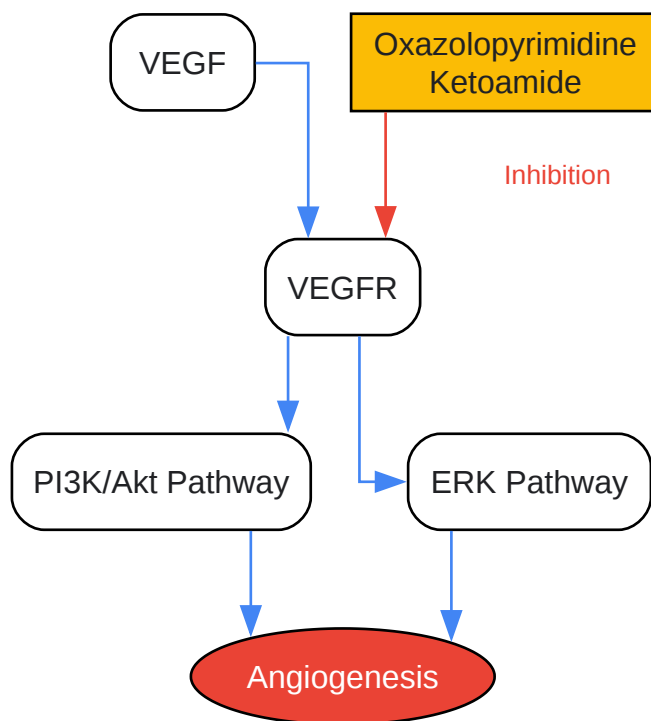 VEGF
Oxazolopyrimidine
Ketoamide
Inhibition
VEGFR
PI3K/Akt Pathway
ERK Pathway
Angiogenesis